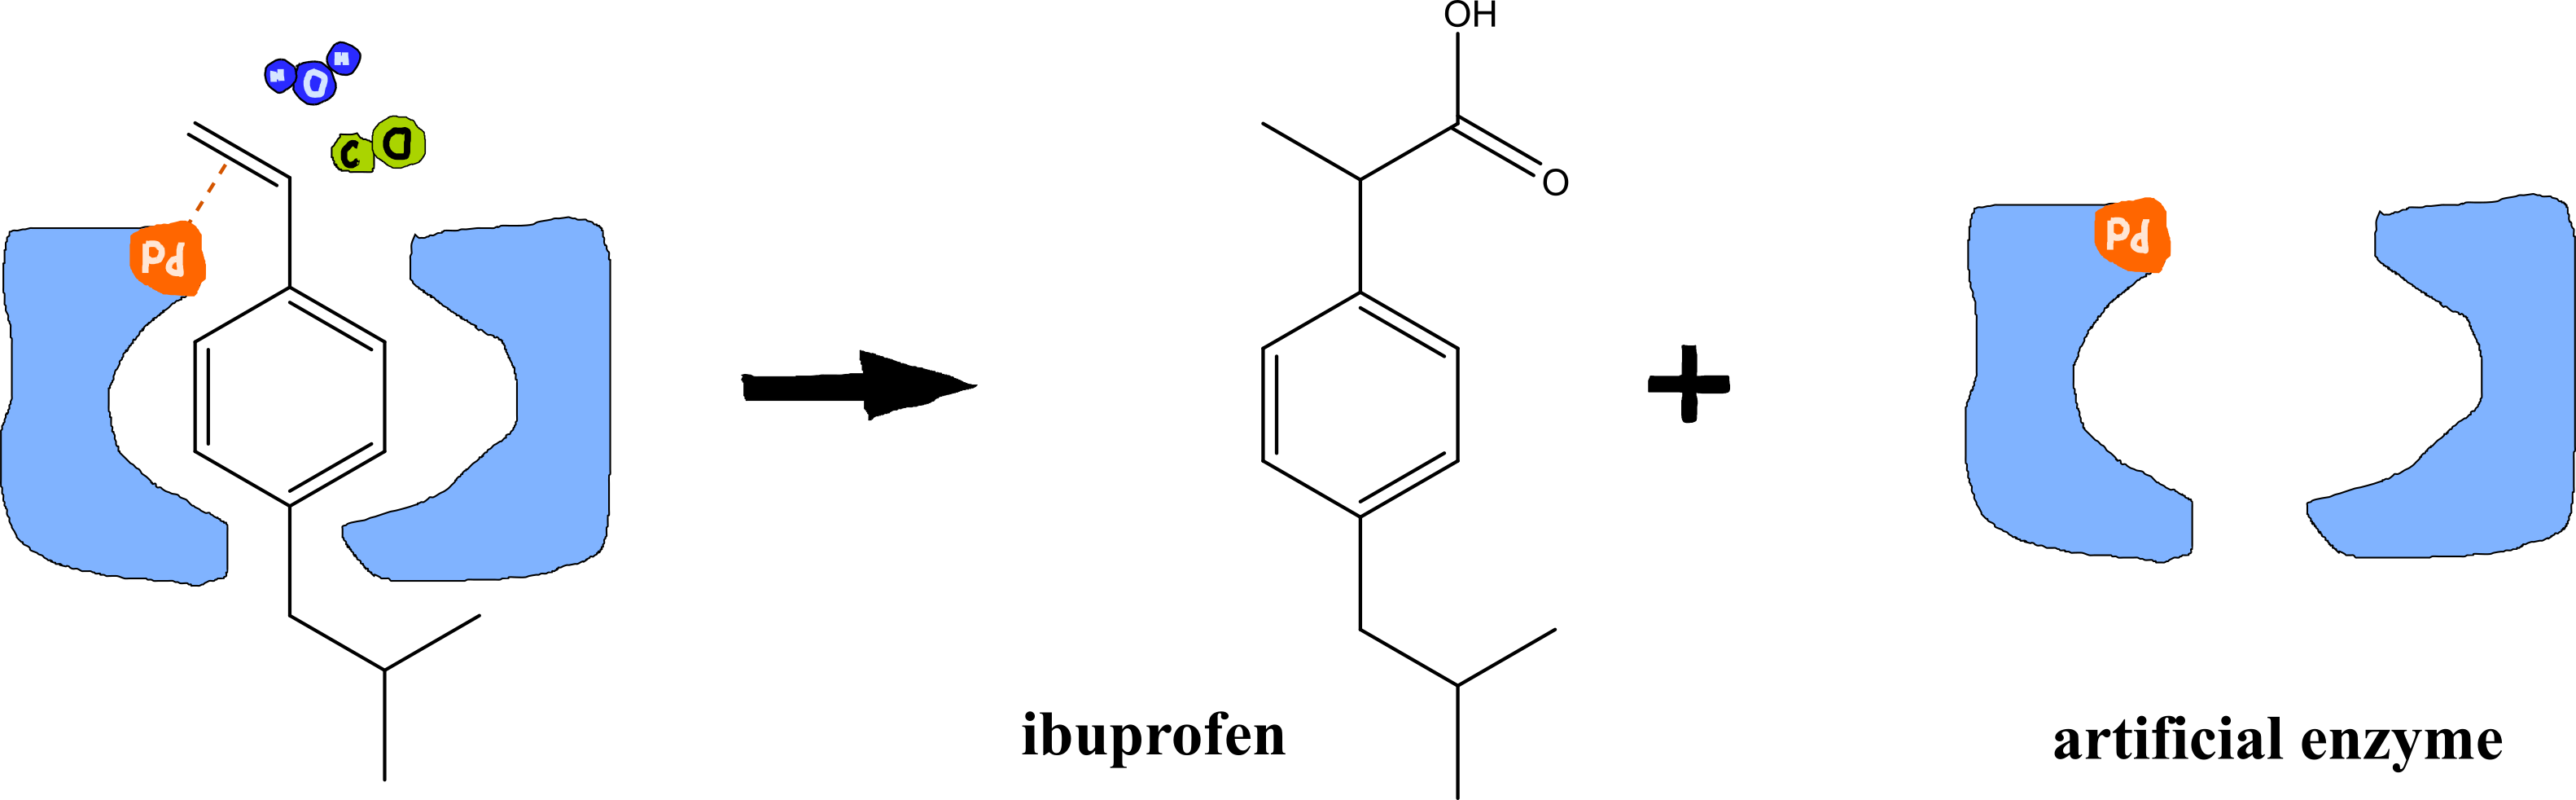 H O H
C O
Pd
OH
O
Pd
ibuprofen
artificial enzyme